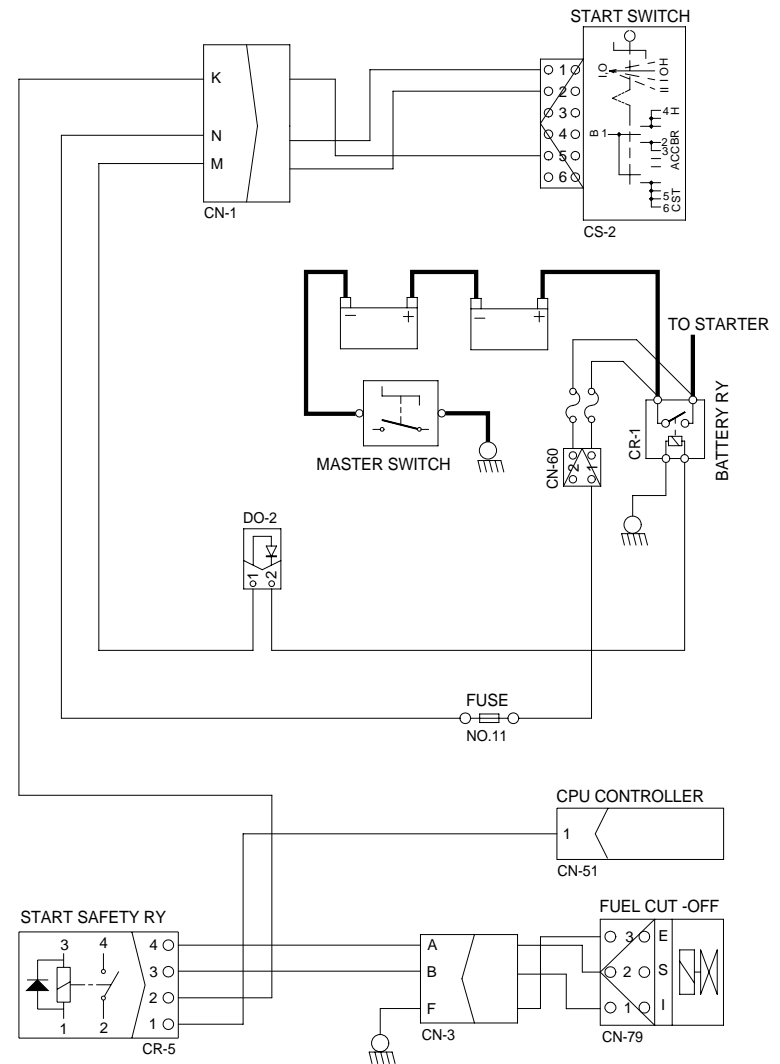 START SWITCH
K
N
M
CN-1
1
2
3
4
5
6
O
I
H
O
I
II
4 H
B 1
2 BR
3 ACC
5 ST
6 C
CS-2
− +
− +
TO STARTER
MASTER SWITCH
CN-60
2 1
CR-1
BATTERY RY
DO-2
1 2
FUSE
NO.11
CPU CONTROLLER
1
CN-51
START SAFETY RY
3 4
1 2
4
3
2
1
CR-5
A
B
F
CN-3
FUEL CUT -OFF
3 E
2 S
1 I
CN-79